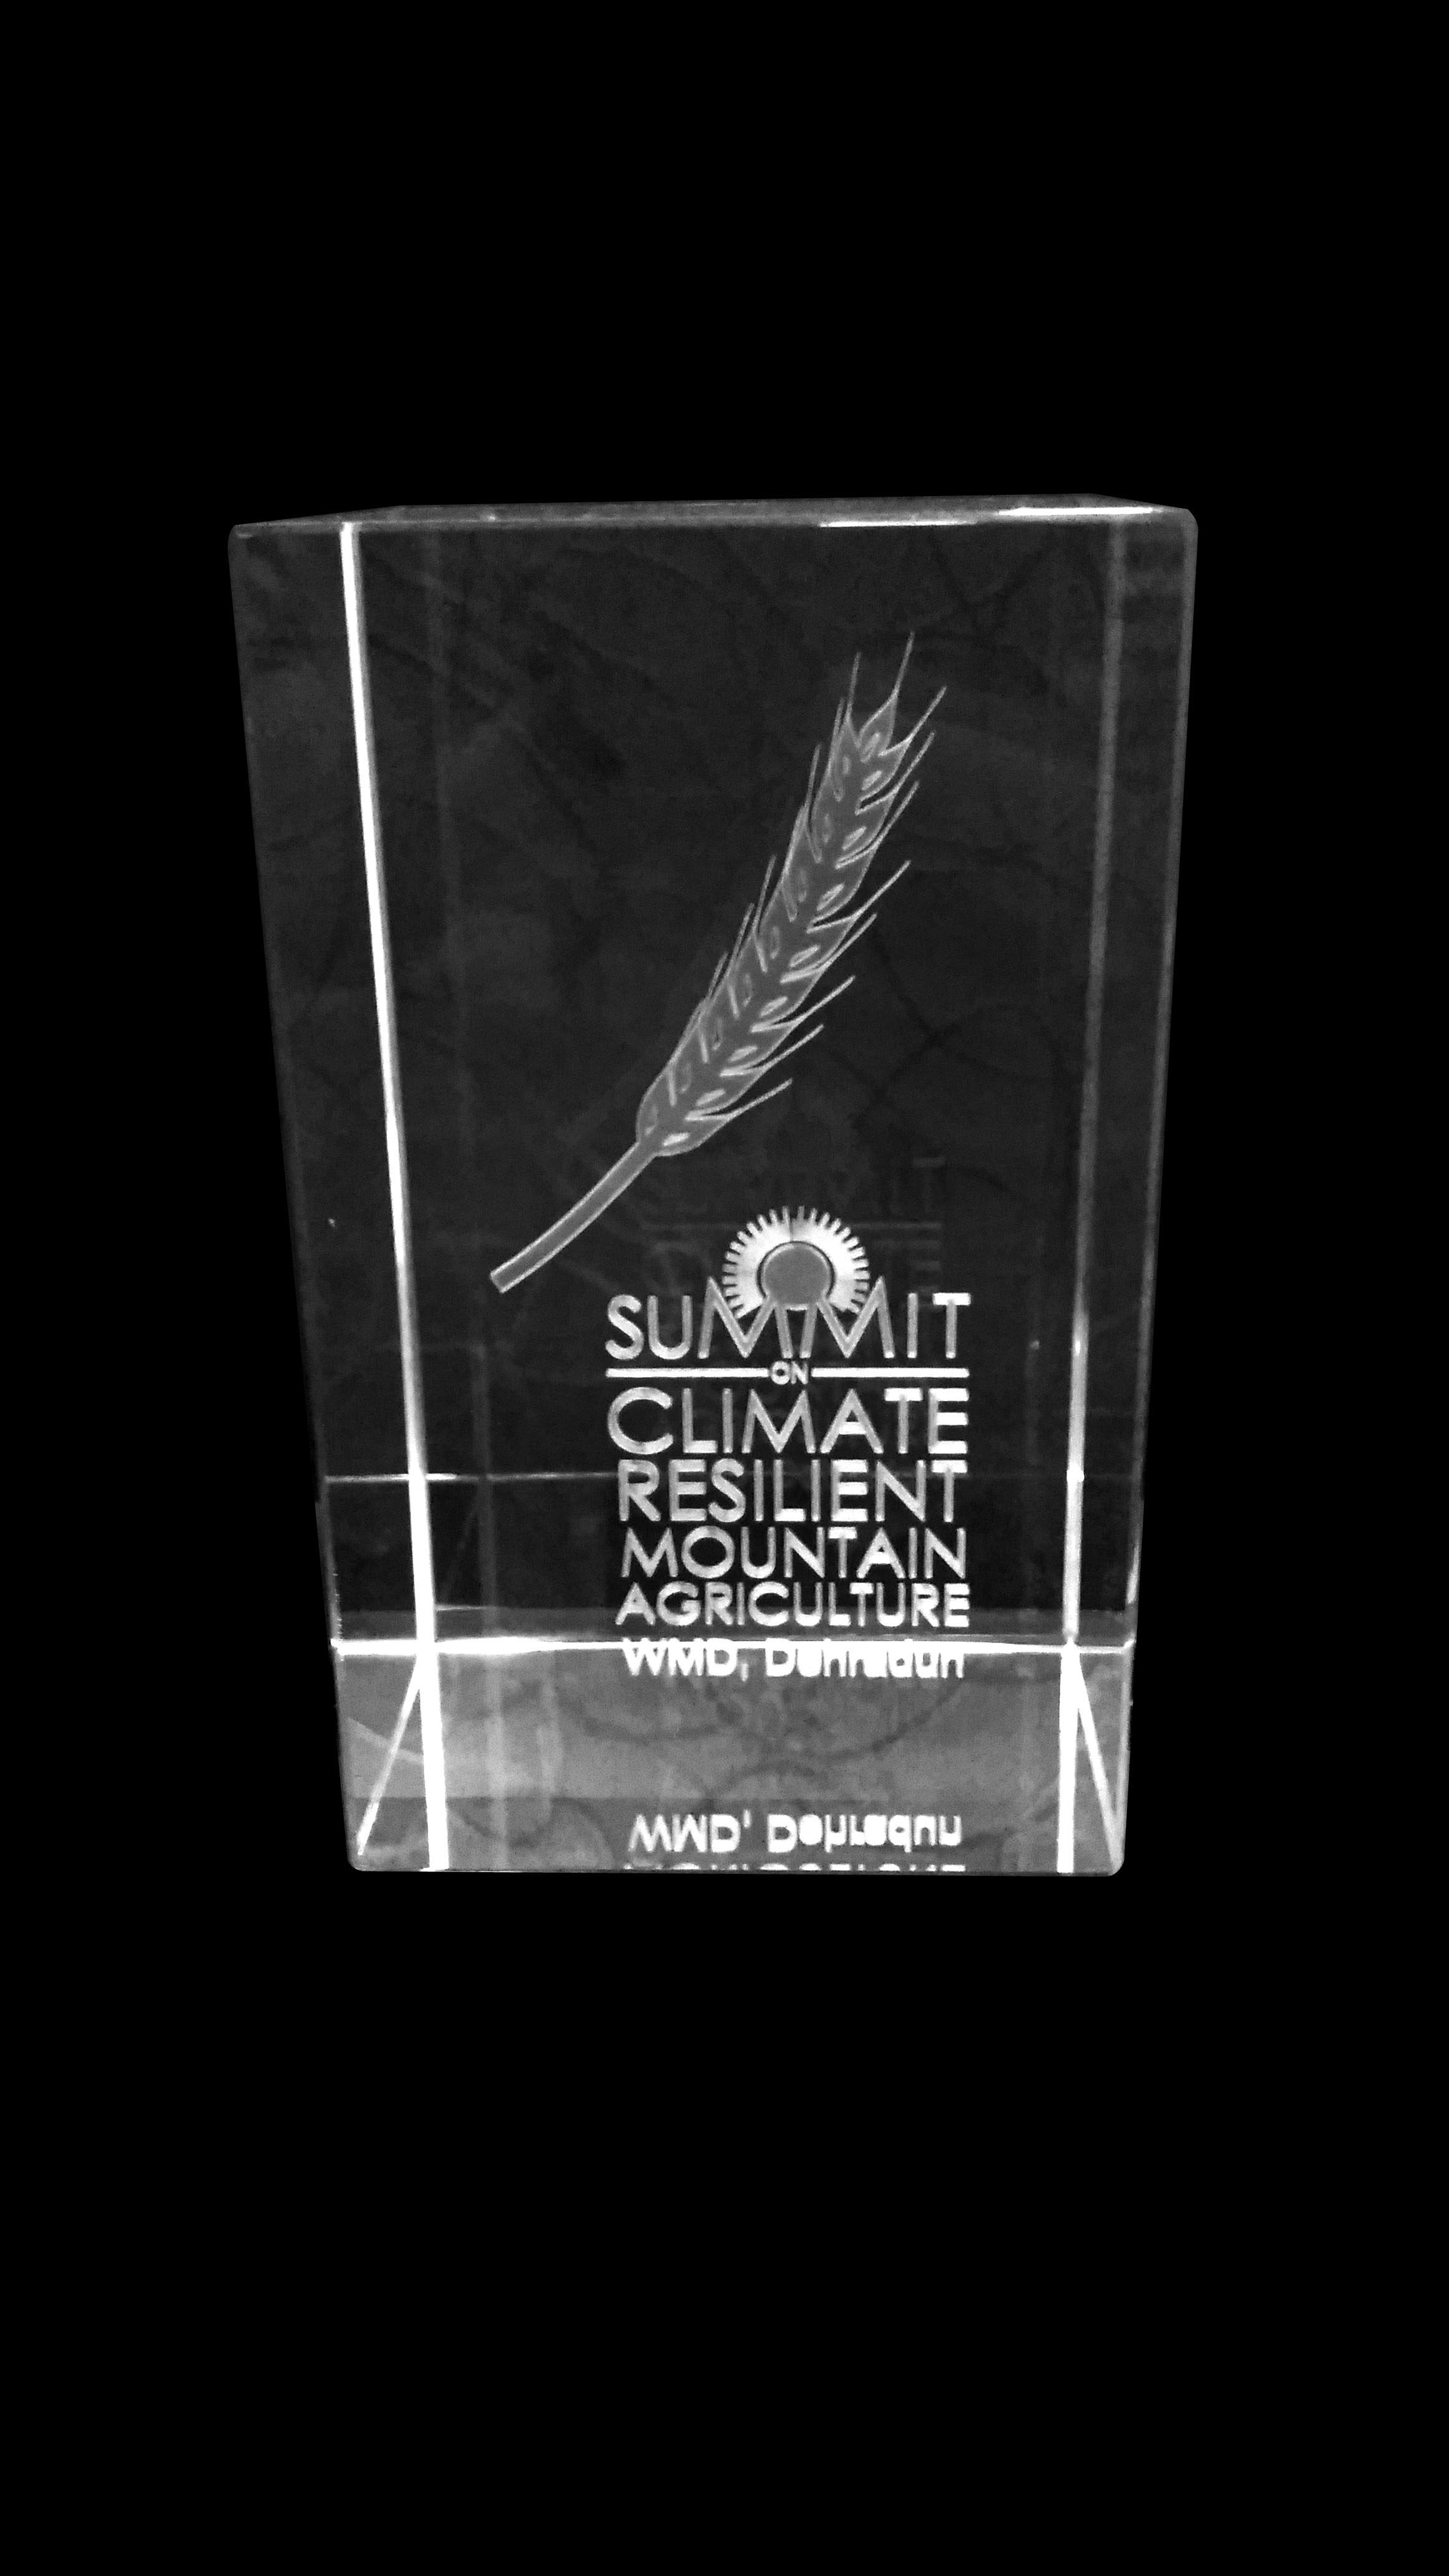 SUMMIT
ON
CLIMATE
RESILIENT
MOUNTAIN
AGRICULTURE
WMD, Dehradun